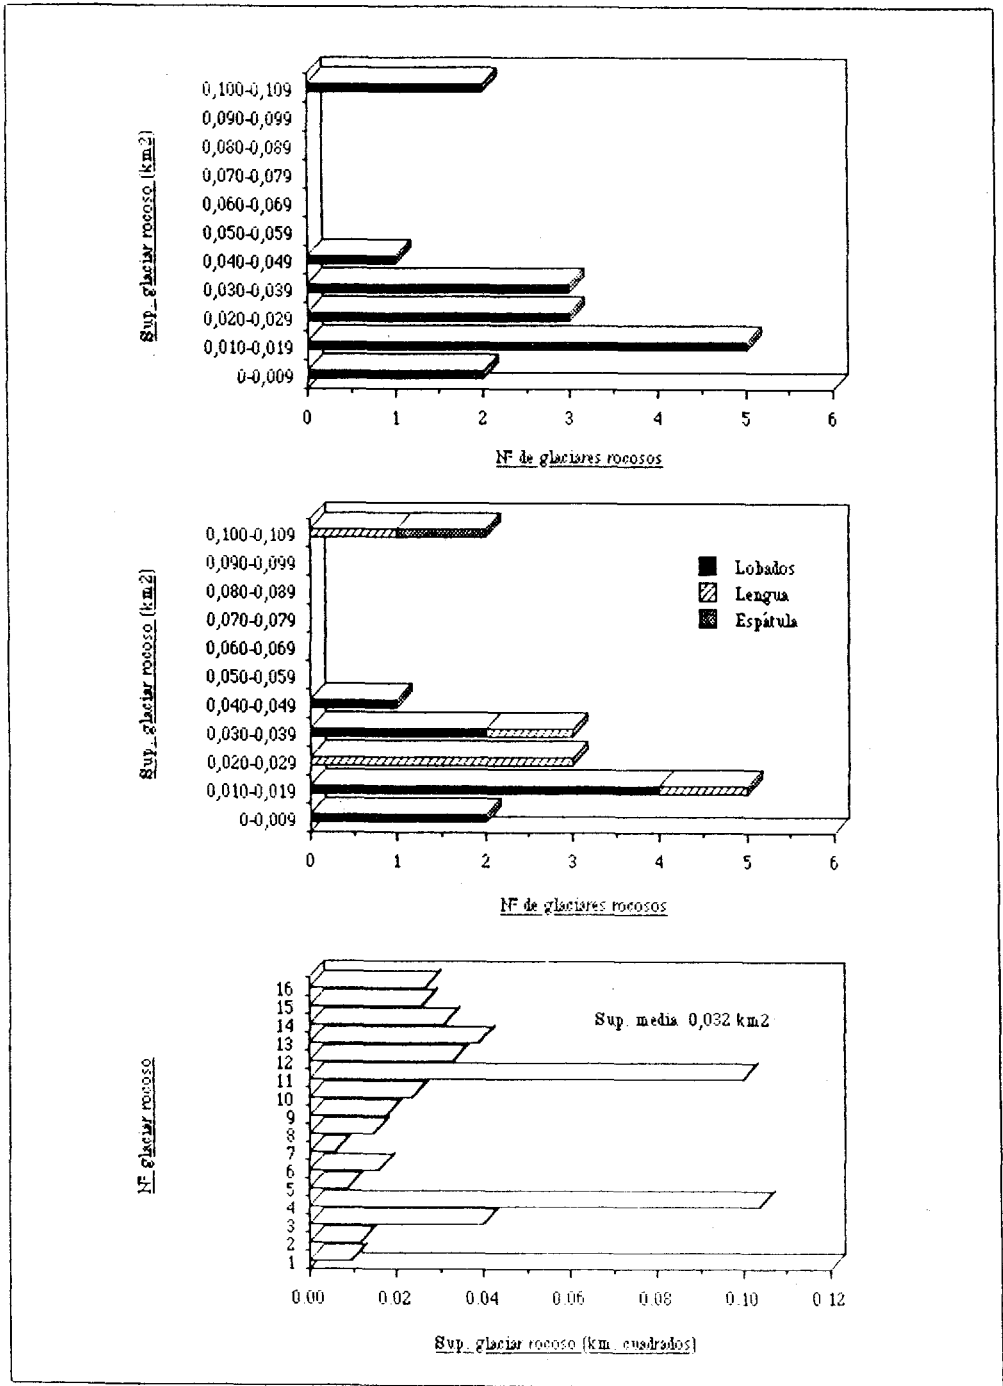 Sup. glaciar rocoso (km2)
0,100-0,109
0,090-0,099
0,080-0,089
0,070-0,079
0,060-0,069
0,050-0,059
0,040-0,049
0,030-0,039
0,020-0,029
0,010-0,019
0-0,009
0 1 2 3 4 5 6
Nº de glaciares rocosos
Sup. glaciar rocoso (km2)
0,100-0,109
0,090-0,099
0,080-0,089
0,070-0,079
0,060-0,069
0,050-0,059
0,040-0,049
0,030-0,039
0,020-0,029
0,010-0,019
0-0,009
Lobados
Lengua
Espátula
0 1 2 3 4 5 6
Nº de glaciares rocosos
Nº glaciar rocoso
16
15
14
13
12
11
10
9
8
7
6
5
4
3
2
1
Sup. media 0,032 km2
0.00 0.02 0.04 0.06 0.08 0.10 0.12
Sup. glaciar rocoso (km. cuadrados)